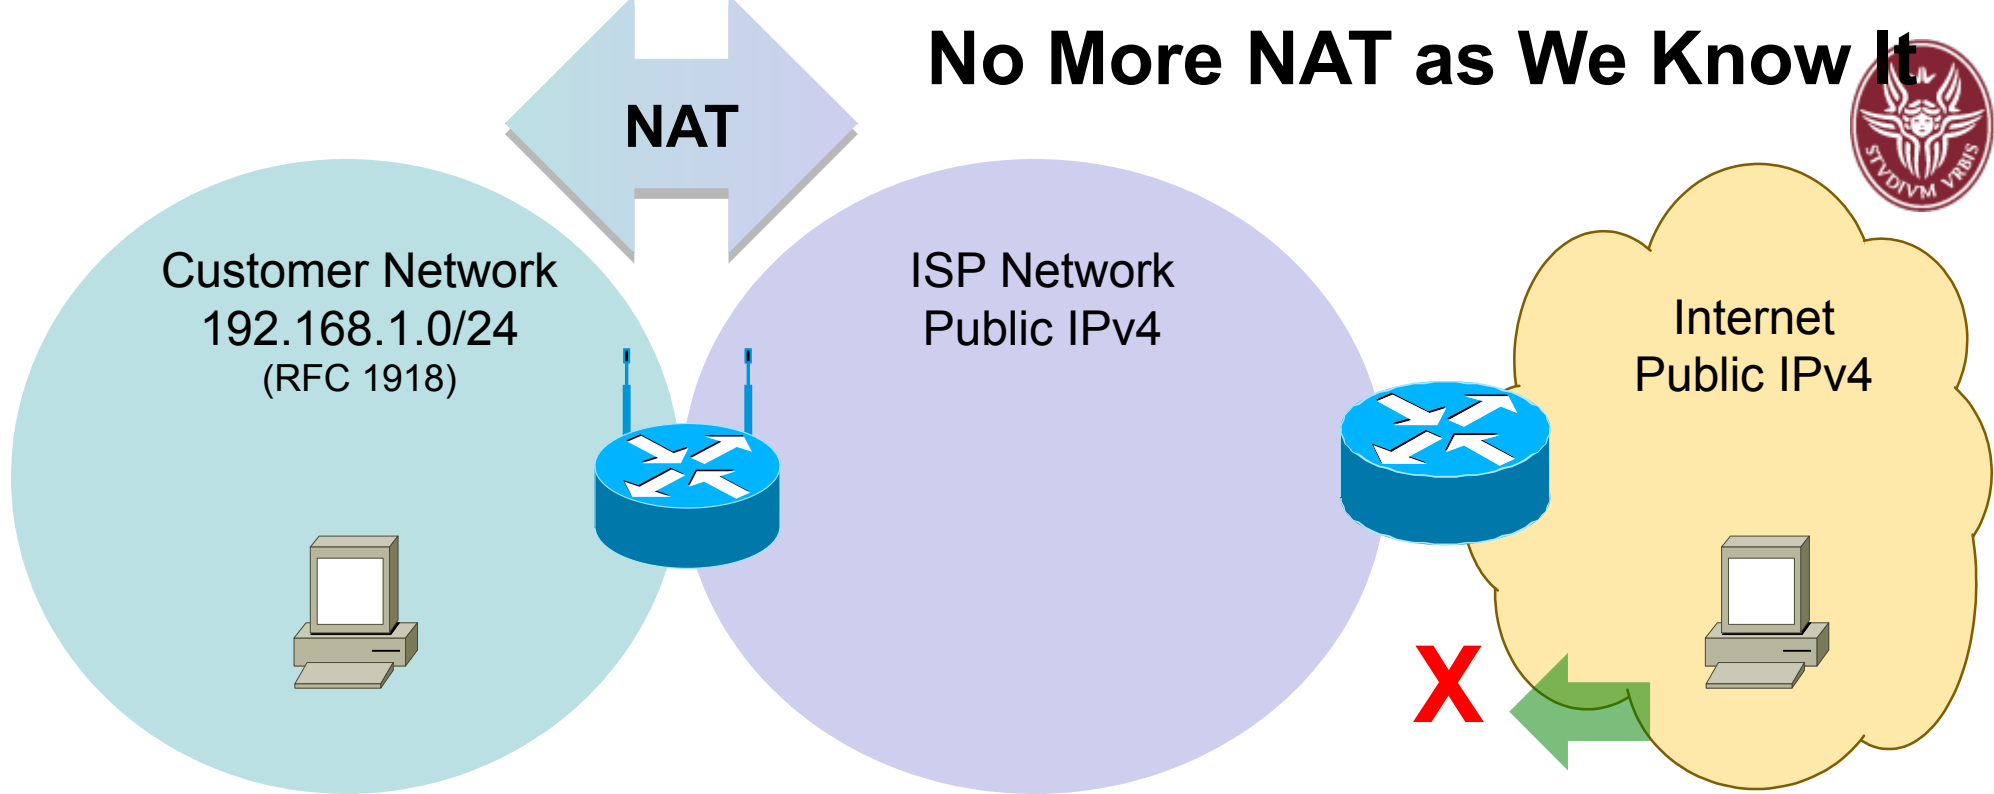 No More NAT as We Know It
NAT
STVDIVM VRBIS
Customer Network
192.168.1.0/24
(RFC 1918)
ISP Network
Public IPv4
Internet
Public IPv4
X